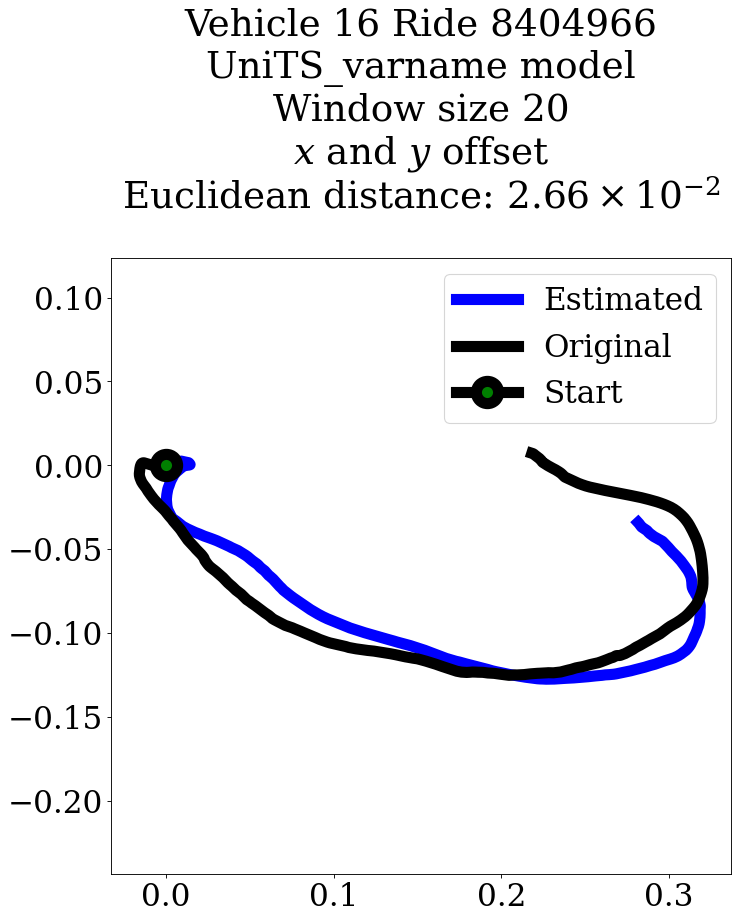 Vehicle 16 Ride 8404966
UniTS_varname model
Window size 20
x and y offset
Euclidean distance: 2.66 × 10⁻²
Estimated
Original
Start
0.10
0.05
0.00
−0.05
−0.10
−0.15
−0.20
0.0 0.1 0.2 0.3